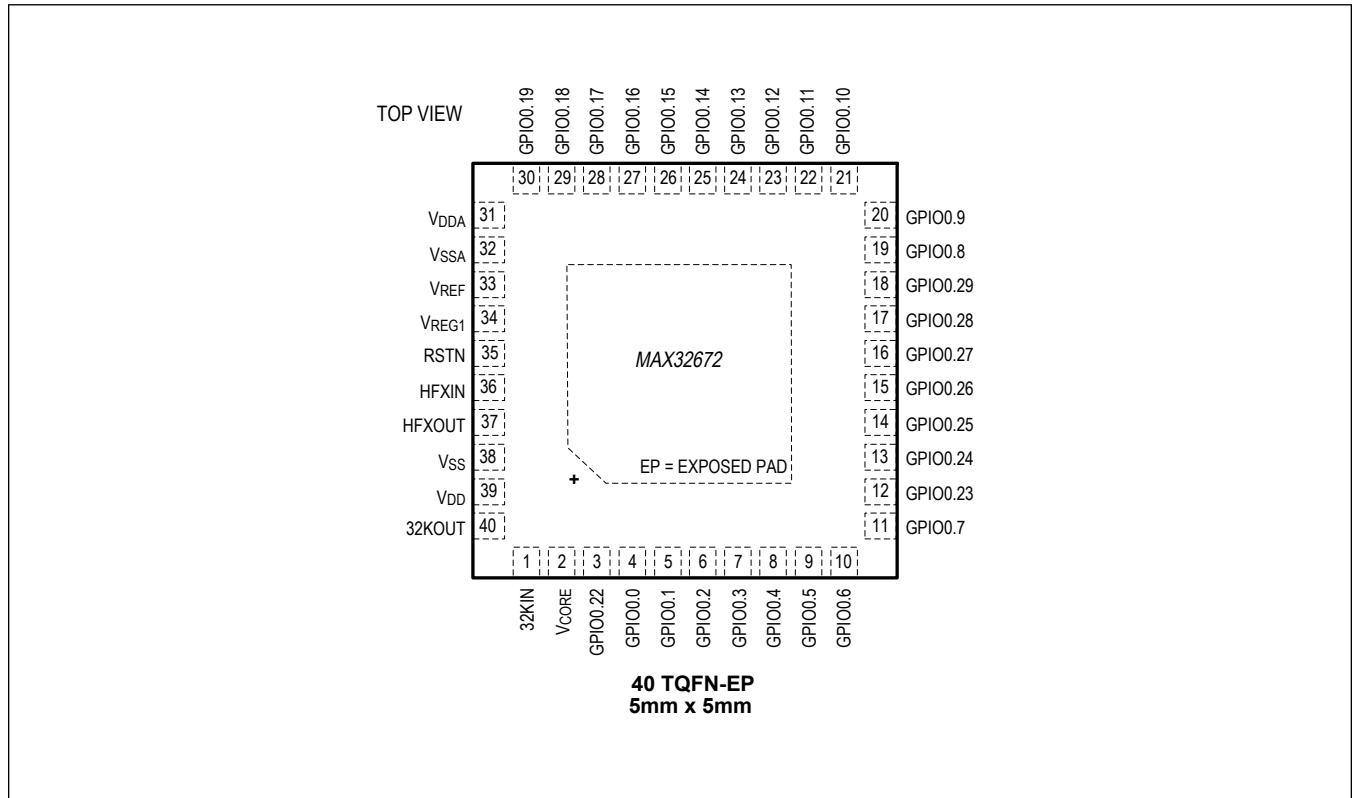 TOP VIEW
GPIO0.19
GPIO0.18
GPIO0.17
GPIO0.16
GPIO0.15
GPIO0.14
GPIO0.13
GPIO0.12
GPIO0.11
GPIO0.10
30 29 28 27 26 25 24 23 22 21
VDDA 31
VSSA 32
VREF 33
VREG1 34
RSTN 35
HFXIN 36
HFXOUT 37
VSS 38
VDD 39
32KOUT 40
20 GPIO0.9
19 GPIO0.8
18 GPIO0.29
17 GPIO0.28
16 GPIO0.27
15 GPIO0.26
14 GPIO0.25
13 GPIO0.24
12 GPIO0.23
11 GPIO0.7
MAX32672
EP = EXPOSED PAD
+
1 2 3 4 5 6 7 8 9 10
32KIN
VCORE
GPIO0.22
GPIO0.0
GPIO0.1
GPIO0.2
GPIO0.3
GPIO0.4
GPIO0.5
GPIO0.6
40 TQFN-EP
5mm x 5mm